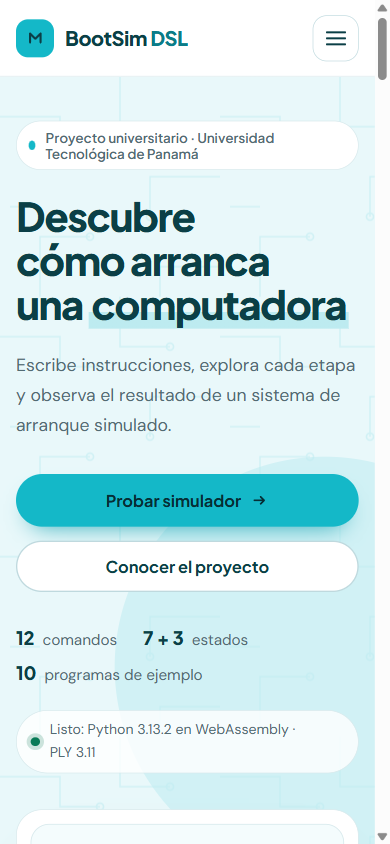 BootSim DSL
Proyecto universitario · Universidad
Tecnológica de Panamá
Descubre
cómo arranca
una computadora
Escribe instrucciones, explora cada etapa
y observa el resultado de un sistema de
arranque simulado.
Probar simulador →
Conocer el proyecto
12 comandos 7 + 3 estados
10 programas de ejemplo
Listo: Python 3.13.2 en WebAssembly ·
PLY 3.11